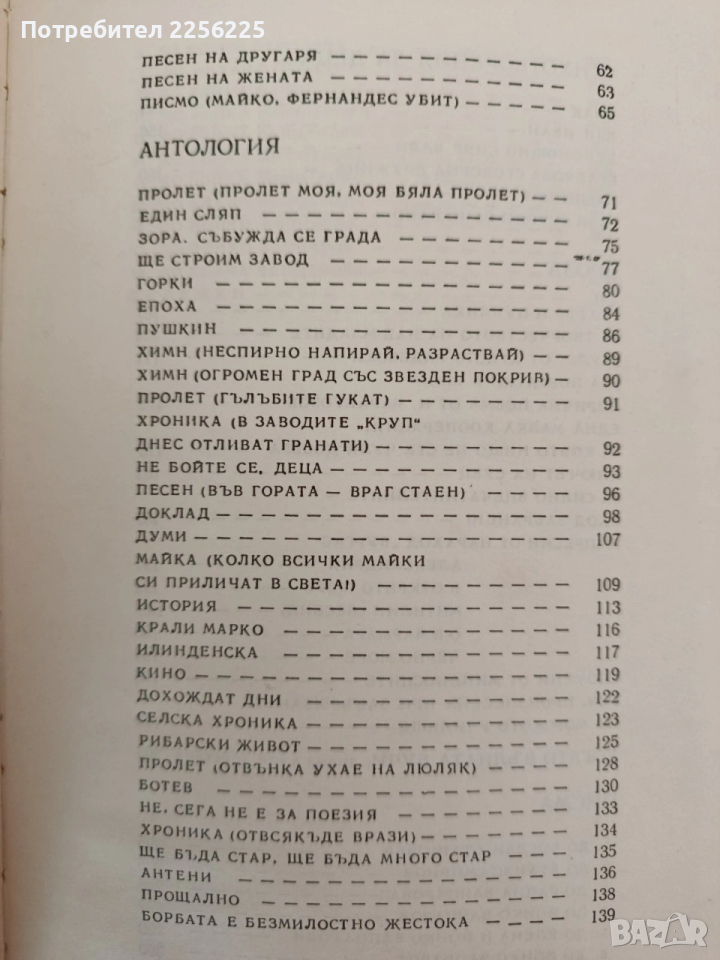 Потребител 2256225
ПЕСЕН НА ДРУГАРЯ — — — — — — — — — — — 62
ПЕСЕН НА ЖЕНАТА — — — — — — — — — — — 63
ПИСМО (МАЙКО, ФЕРНАНДЕС УБИТ) — — — — — 65
АНТОЛОГИЯ
ПРОЛЕТ (ПРОЛЕТ МОЯ, МОЯ БЯЛА ПРОЛЕТ) — — 71
ЕДИН СЛЯП — — — — — — — — — — — — — — 72
ЗОРА. СЪБУЖДА СЕ ГРАДА — — — — — — — — 75
ЩЕ СТРОИМ ЗАВОД — — — — — — — — — — — 77
ГОРКИ — — — — — — — — — — — — — — — — 80
ЕПОХА — — — — — — — — — — — — — — — — 84
ПУШКИН — — — — — — — — — — — — — — — 86
ХИМН (НЕСПИРНО НАПИРАЙ, РАЗРАСТВАЙ) — — 89
ХИМН (ОГРОМЕН ГРАД СЪС ЗВЕЗДЕН ПОКРИВ) — 90
ПРОЛЕТ (ГЪЛЪБИТЕ ГУКАТ) — — — — — — — — 91
ХРОНИКА (В ЗАВОДИТЕ „КРУП“
ДНЕС ОТЛИВАТ ГРАНАТИ) — — — — — — — — — 92
НЕ БОЙТЕ СЕ, ДЕЦА — — — — — — — — — — — 93
ПЕСЕН (ВЪВ ГОРАТА — ВРАГ СТАЕН) — — — — — 96
ДОКЛАД — — — — — — — — — — — — — — — 98
ДУМИ — — — — — — — — — — — — — — — — 107
МАЙКА (КОЛКО ВСИЧКИ МАЙКИ
СИ ПРИЛИЧАТ В СВЕТА!) — — — — — — — — — 109
ИСТОРИЯ — — — — — — — — — — — — — — 113
КРАЛИ МАРКО — — — — — — — — — — — — 116
ИЛИНДЕНСКА — — — — — — — — — — — — — 117
КИНО — — — — — — — — — — — — — — — — 119
ДОХОЖДАТ ДНИ — — — — — — — — — — — — 122
СЕЛСКА ХРОНИКА — — — — — — — — — — — 123
РИБАРСКИ ЖИВОТ — — — — — — — — — — — 125
ПРОЛЕТ (ОТВЪНКА УХАЕ НА ЛЮЛЯК) — — — — 128
БОТЕВ — — — — — — — — — — — — — — — 130
НЕ, СЕГА НЕ Е ЗА ПОЕЗИЯ — — — — — — — — 133
ХРОНИКА (ОТВСЯКЪДЕ ВРАЗИ) — — — — — — — 134
ЩЕ БЪДА СТАР, ЩЕ БЪДА МНОГО СТАР — — — 135
АНТЕНИ — — — — — — — — — — — — — — — 136
ПРОЩАЛНО — — — — — — — — — — — — — 138
БОРБАТА Е БЕЗМИЛОСТНО ЖЕСТОКА — — — — 139
BAZAR